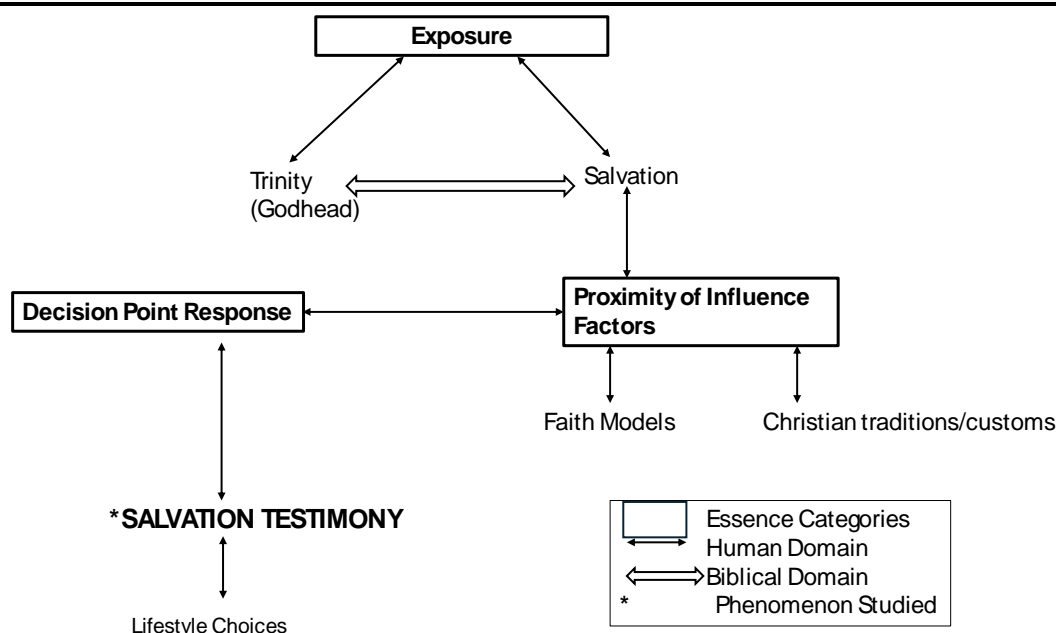 Exposure
Trinity
(Godhead)
Salvation
Decision Point Response
Proximity of Influence
Factors
Faith Models
Christian traditions/customs
*SALVATION TESTIMONY
Lifestyle Choices
Essence Categories
Human Domain
Biblical Domain
* Phenomenon Studied